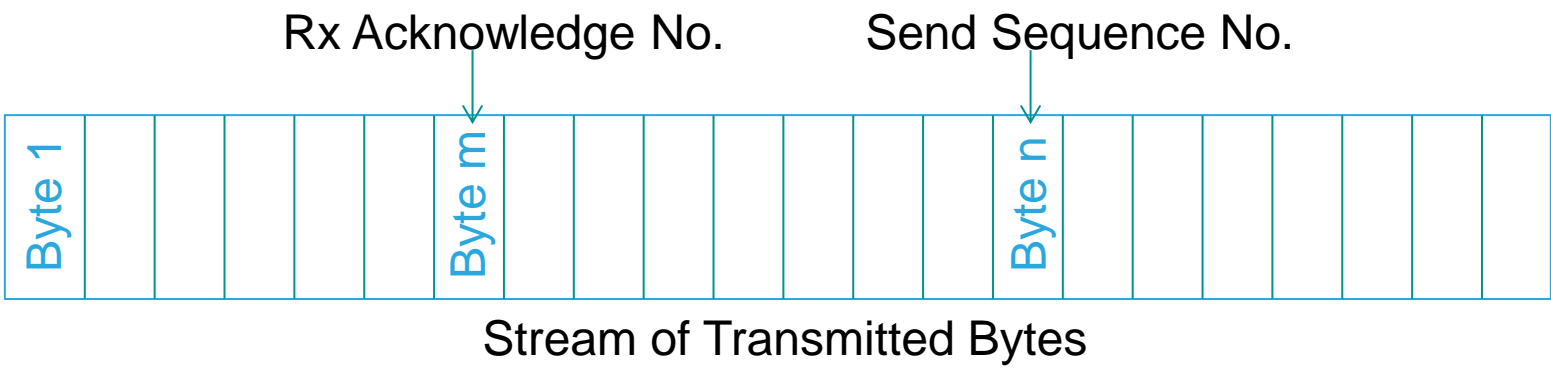 Rx Acknowledge No. Send Sequence No.
Byte 1 Byte m Byte n
Stream of Transmitted Bytes